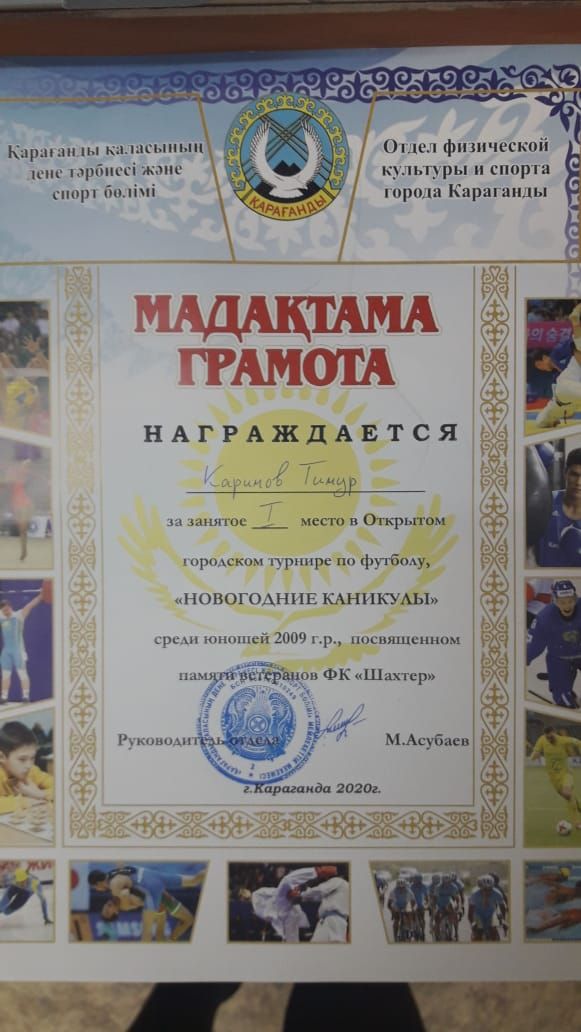 Қарағанды қаласының
дене тәрбиесі және
спорт бөлімі
ҚАРАҒАНДЫ
Отдел физической
культуры и спорта
города Караганды
МАДАҚТАМА
ГРАМОТА
НАГРАЖДАЕТСЯ
Каримов Тимур
за занятое I место в Открытом
городском турнире по футболу,
«НОВОГОДНИЕ КАНИКУЛЫ»
среди юношей 2009 г.р., посвященном
памяти ветеранов ФК «Шахтер»
Руководитель отдела М.Асубаев
г.Караганда 2020г.